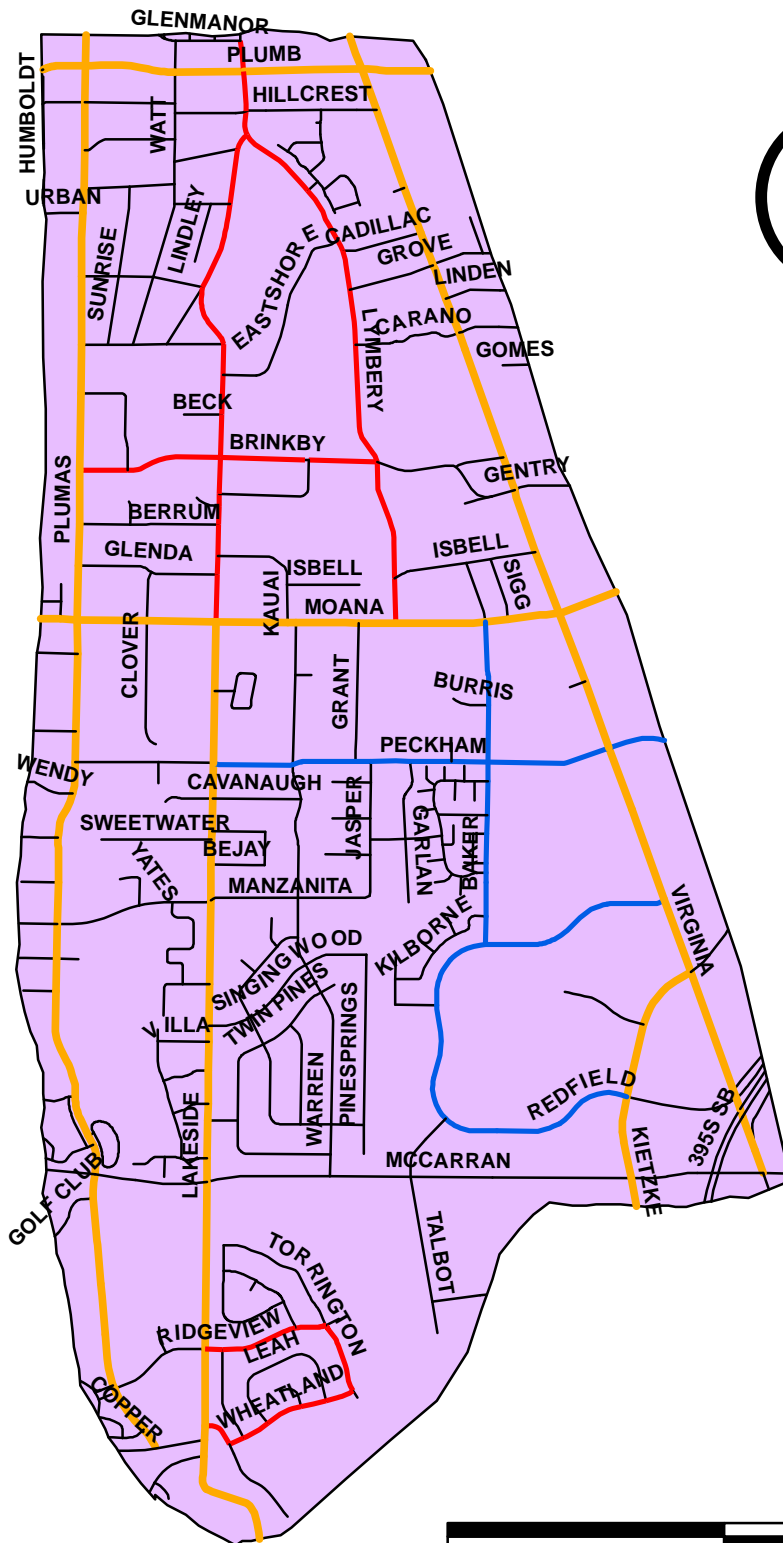 GLENMANOR
PLUMB
HUMBOLDT
WATT
HILLCREST
URBAN
LINDLEY
SUNRISE
EASTSHORE
CADILLAC
GROVE
LINDEN
CARANO
LYMBERY
GOMES
BECK
BRINKBY
GENTRY
PLUMAS
BERRUM
GLENDA
ISBELL
ISBELL
SIGG
KAUAI
MOANA
CLOVER
GRANT
BURRIS
PECKHAM
WENDY
CAVANAUGH
JASPER
GARLAN
BAKER
SWEETWATER
BEJAY
YATES
MANZANITA
KILBORNE
VIRGINIA
SINGINGWOOD
TWIN PINES
VILLA
PINESPRINGS
WARREN
REDFIELD
395S SB
LAKESIDE
KIETZKE
MCCARRAN
GOLF CLUB
TALBOT
TORRINGTON
RIDGEVIEW
LEAH
WHEATLAND
COPPER